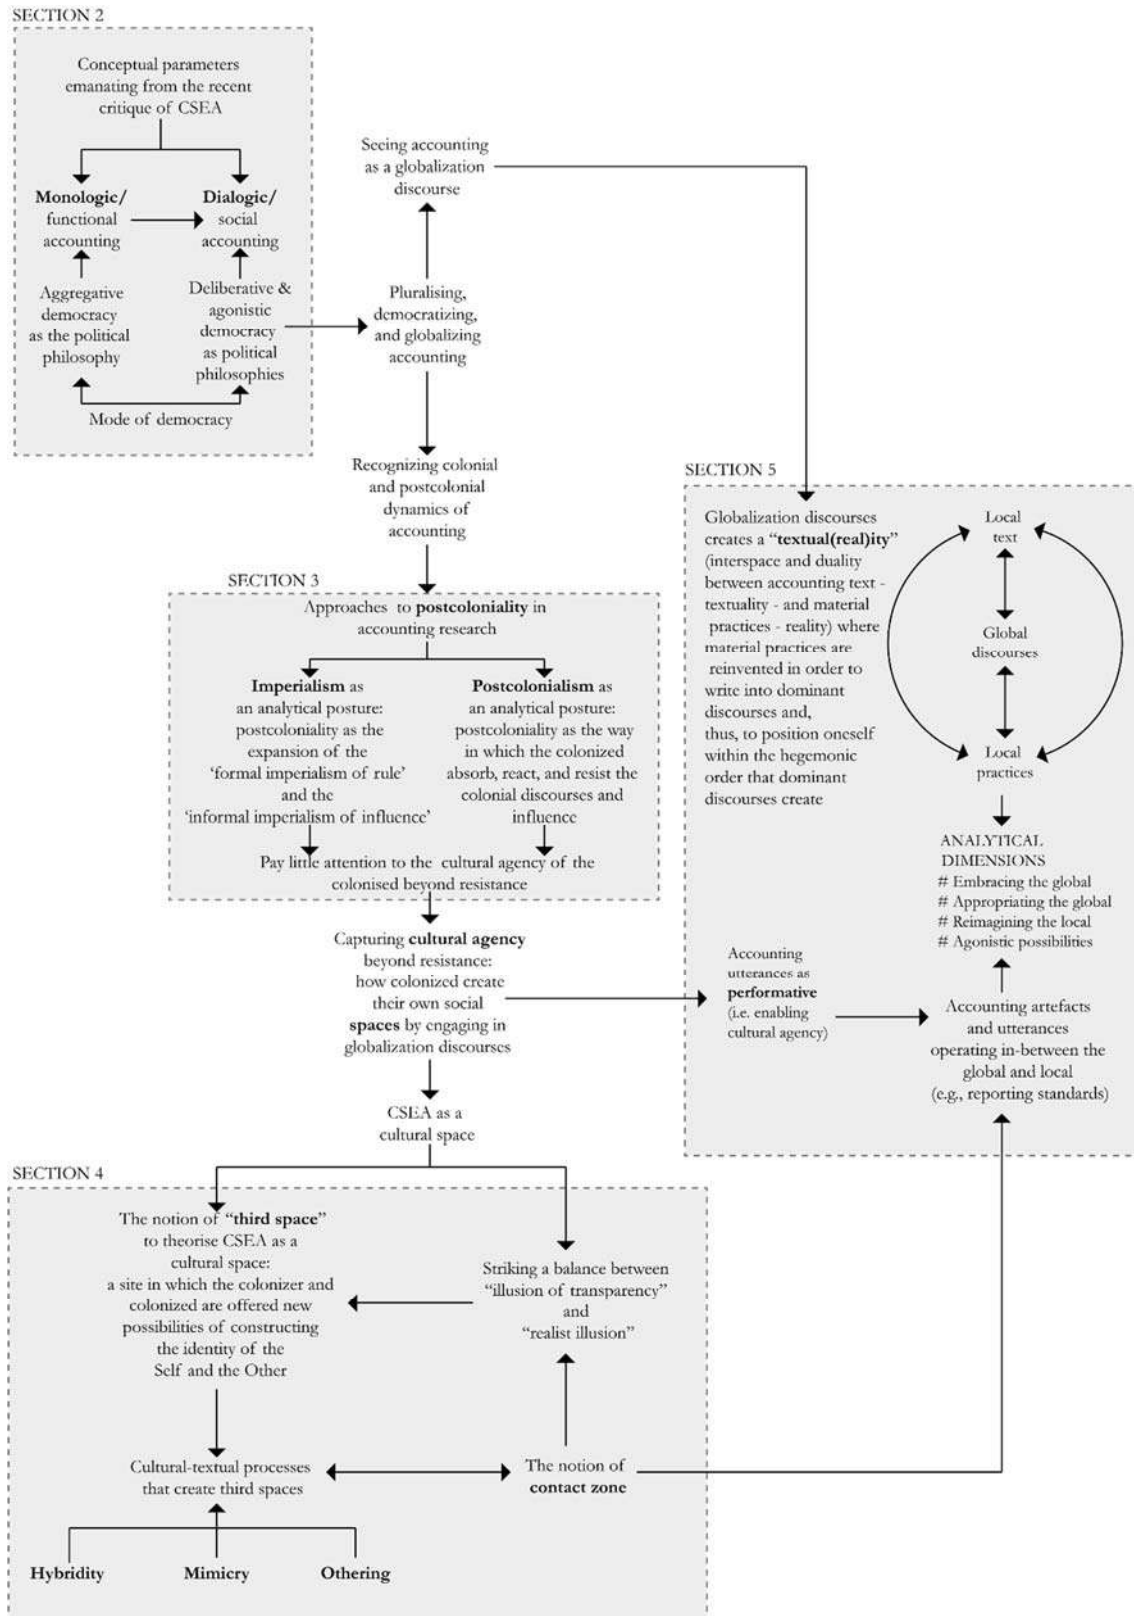 SECTION 2
Conceptual parameters
emanating from the recent
critique of CSEA
Monologic/
functional
accounting
Dialogic/
social
accounting
Aggregative
democracy
as the political
philosophy
Deliberative &
agonistic
democracy
as political
philosophies
Mode of democracy
Seeing accounting
as a globalization
discourse
Pluralising,
democratizing,
and globalizing
accounting
Recognizing colonial
and postcolonial
dynamics of
accounting
SECTION 3
Approaches to postcoloniality in
accounting research
Imperialism as
an analytical posture:
postcoloniality as the
expansion of the
‘formal imperialism of rule’
and the
‘informal imperialism of influence’
Postcolonialism as
an analytical posture:
postcoloniality as the way
in which the colonized
absorb, react, and resist the
colonial discourses and
influence
Pay little attention to the cultural agency of the
colonised beyond resistance
Capturing cultural agency
beyond resistance:
how colonized create
their own social
spaces by engaging in
globalization discourses
CSEA as a
cultural space
SECTION 4
The notion of “third space”
to theorise CSEA as a
cultural space:
a site in which the colonizer and
colonized are offered new
possibilities of constructing
the identity of the
Self and the Other
Striking a balance between
“illusion of transparency”
and
“realist illusion”
Cultural-textual processes
that create third spaces
The notion of
contact zone
Hybridity
Mimicry
Othering
SECTION 5
Globalization discourses
creates a “textual(real)ity”
(interspace and duality
between accounting text -
textuality - and material
practices - reality) where
material practices are
reinvented in order to
write into dominant
discourses and,
thus, to position oneself
within the hegemonic
order that dominant
discourses create
Local
text
Global
discourses
Local
practices
ANALYTICAL
DIMENSIONS
# Embracing the global
# Appropriating the global
# Reimagining the local
# Agonistic possibilities
Accounting
utterances as
performative
(i.e. enabling
cultural agency)
Accounting artefacts
and utterances
operating in-between the
global and local
(e.g., reporting standards)